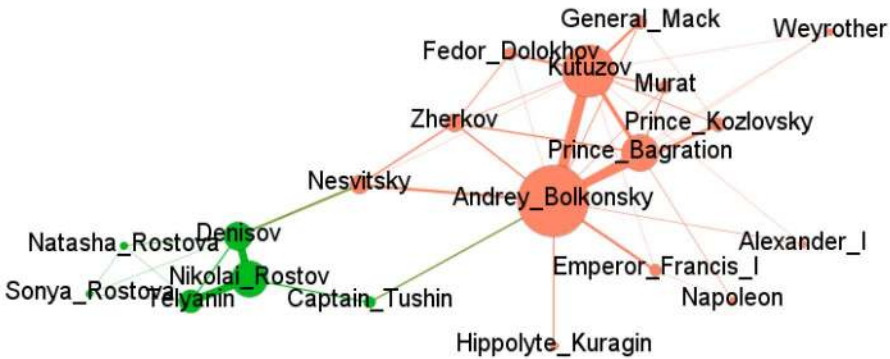 General_Mack
Weyrother
Fedor_Dolokhov
Kutuzov
Murat
Zherkov
Prince_Kozlovsky
Prince_Bagration
Nesvitsky
Andrey_Bolkonsky
Denisov
Natasha_Rostova
Alexander_I
Nikolai_Rostov
Emperor_Francis_I
Sonya_Rostova
Telyanin
Captain_Tushin
Napoleon
Hippolyte_Kuragin